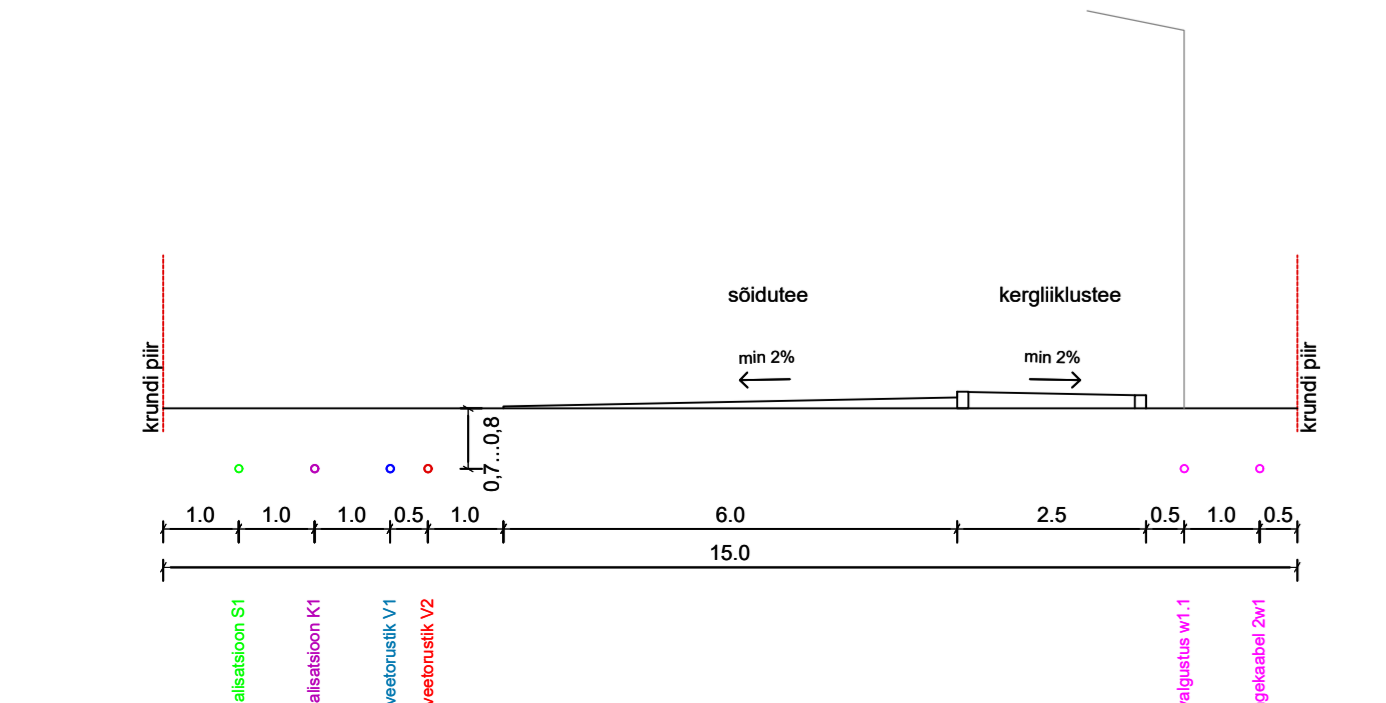 sõidutee
kergliiklustee
min 2%
min 2%
krundi piir
krundi piir
0,7...0,8
1.0 1.0 1.0 0.5 1.0 6.0 2.5 0.5 1.0 0.5
15.0
alisatsioon S1
alisatsioon K1
veetorustik V1
veetorustik V2
valgustus w1.1
gekaabel 2w1